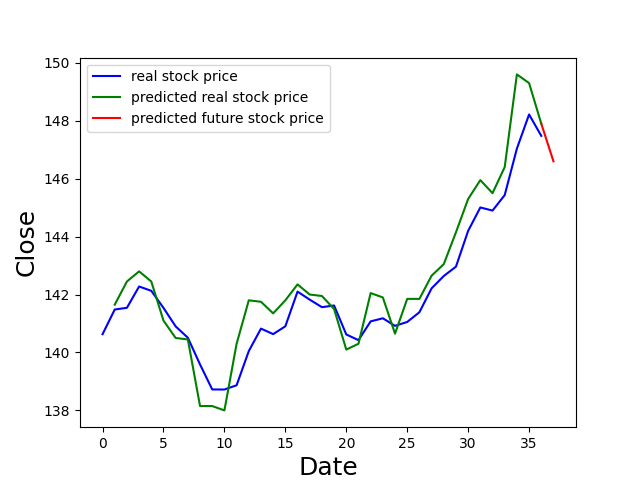 real stock price
predicted real stock price
predicted future stock price
150
148
146
144
142
140
138
Close
0 5 10 15 20 25 30 35
Date